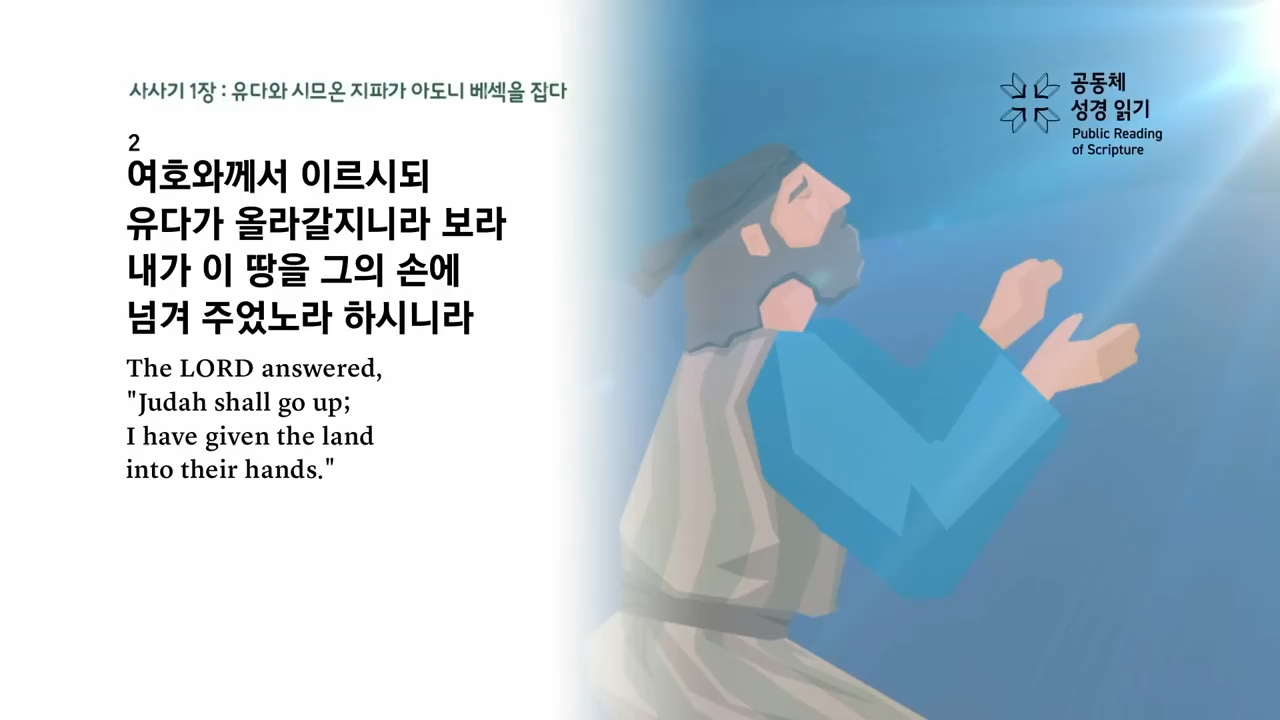 사사기 1장 : 유다와 시므온 지파가 아도니 베섹을 잡다
공동체
성경 읽기
Public Reading
of Scripture
2
여호와께서 이르시되
유다가 올라갈지니라 보라
내가 이 땅을 그의 손에
넘겨 주었노라 하시니라
The LORD answered,
"Judah shall go up;
I have given the land
into their hands."